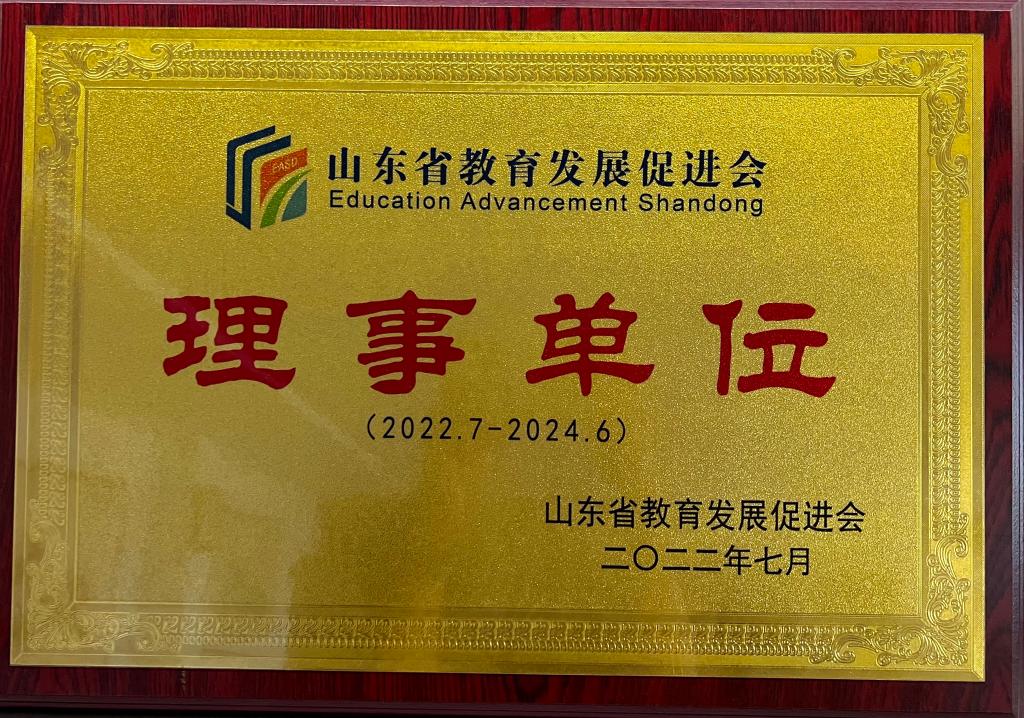 EASD
山东省教育发展促进会
Education Advancement Shandong
理事单位
（2022.7-2024.6）
山东省教育发展促进会
二〇二二年七月